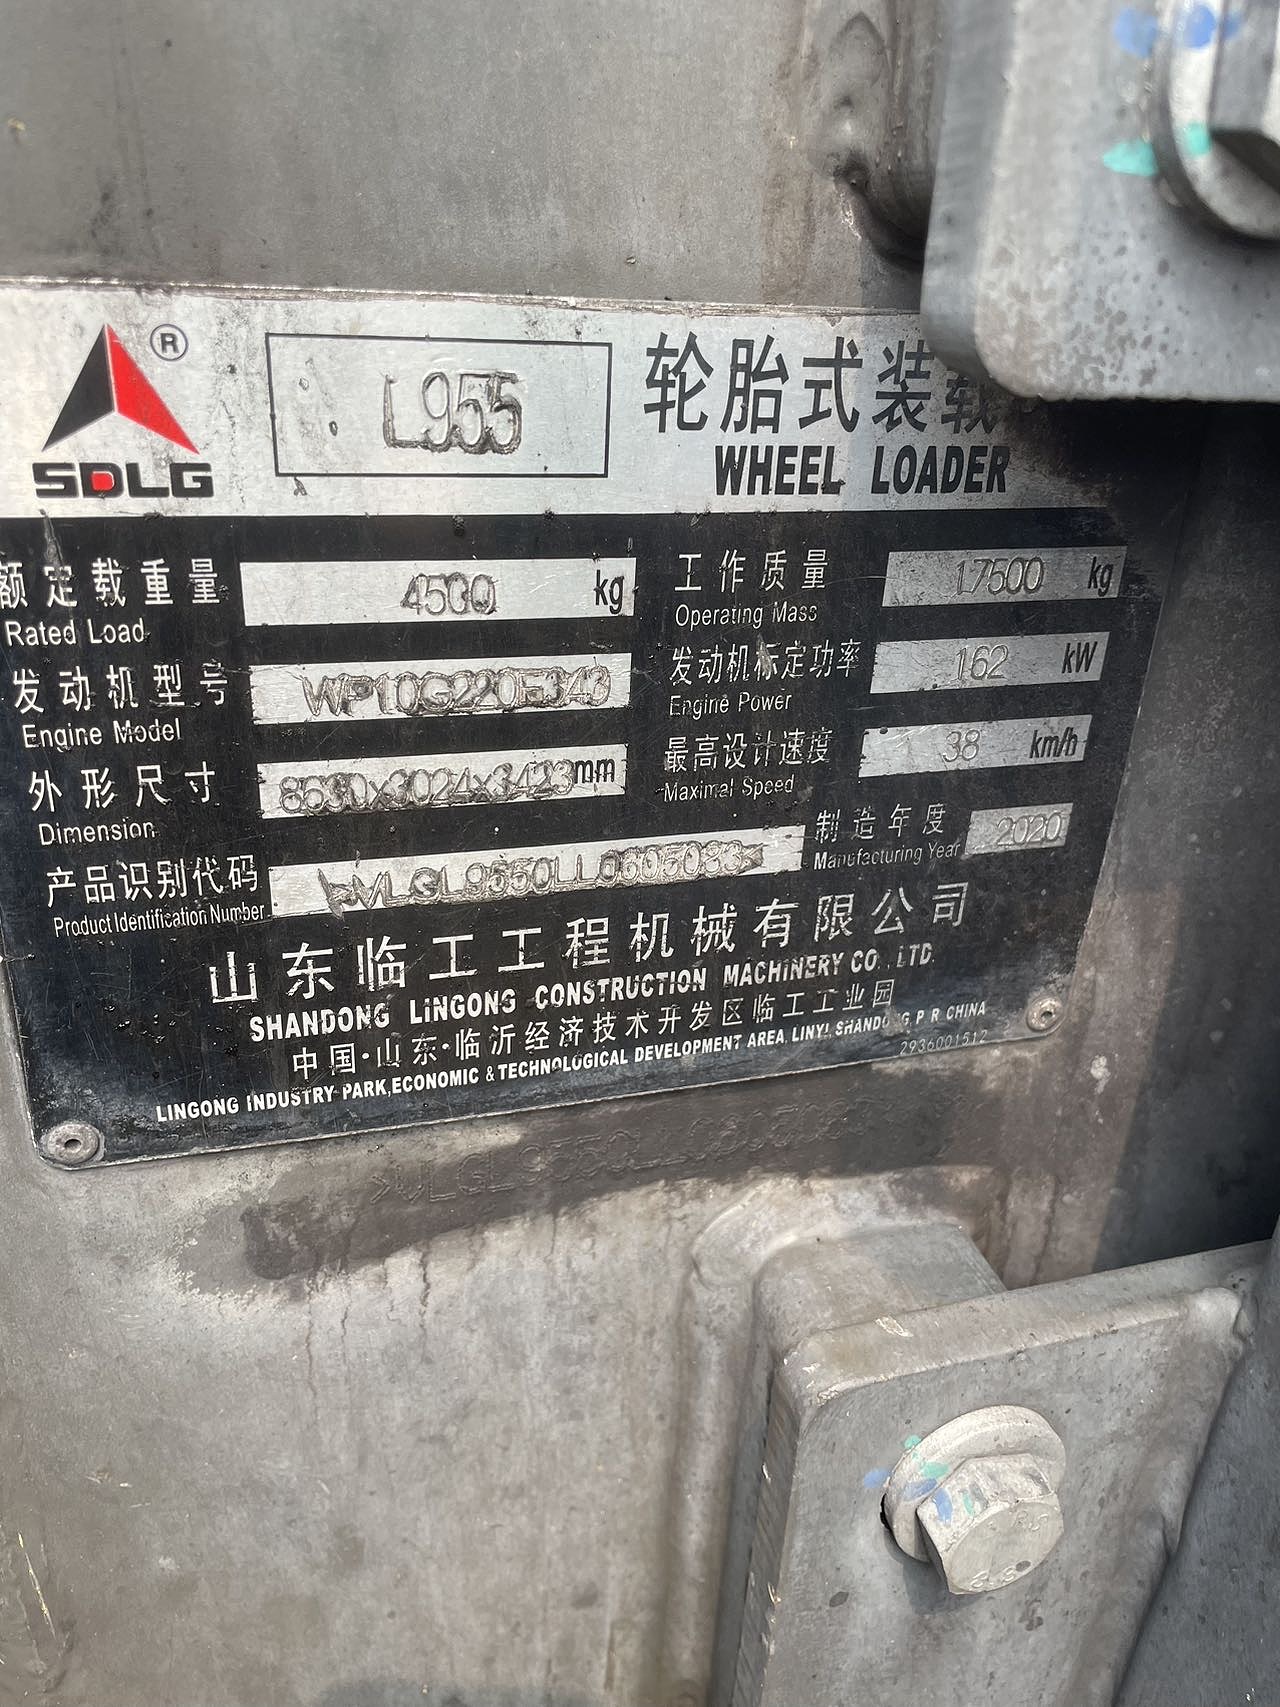 ® L955 轮胎式装载
SDLG WHEEL LOADER
额定载重量 4500 kg 工作质量 17500 kg
Rated Load Operating Mass
发动机型号 WP10G220E343 发动机标定功率 162 kW
Engine Model Engine Power
外形尺寸 8630x3024x3423mm 最高设计速度 38 km/h
Dimension Maximal Speed
产品识别代码 VLGL9550LL0605083 制造年度 2020
Product Identification Number Manufacturing Year
山东临工工程机械有限公司
SHANDONG LINGONG CONSTRUCTION MACHINERY CO.,LTD.
中国·山东·临沂经济技术开发区临工工业园
LINGONG INDUSTRY PARK,ECONOMIC & TECHNOLOGICAL DEVELOPMENT AREA, LINYI, SHANDONG, P R CHINA
2936001512
8.8